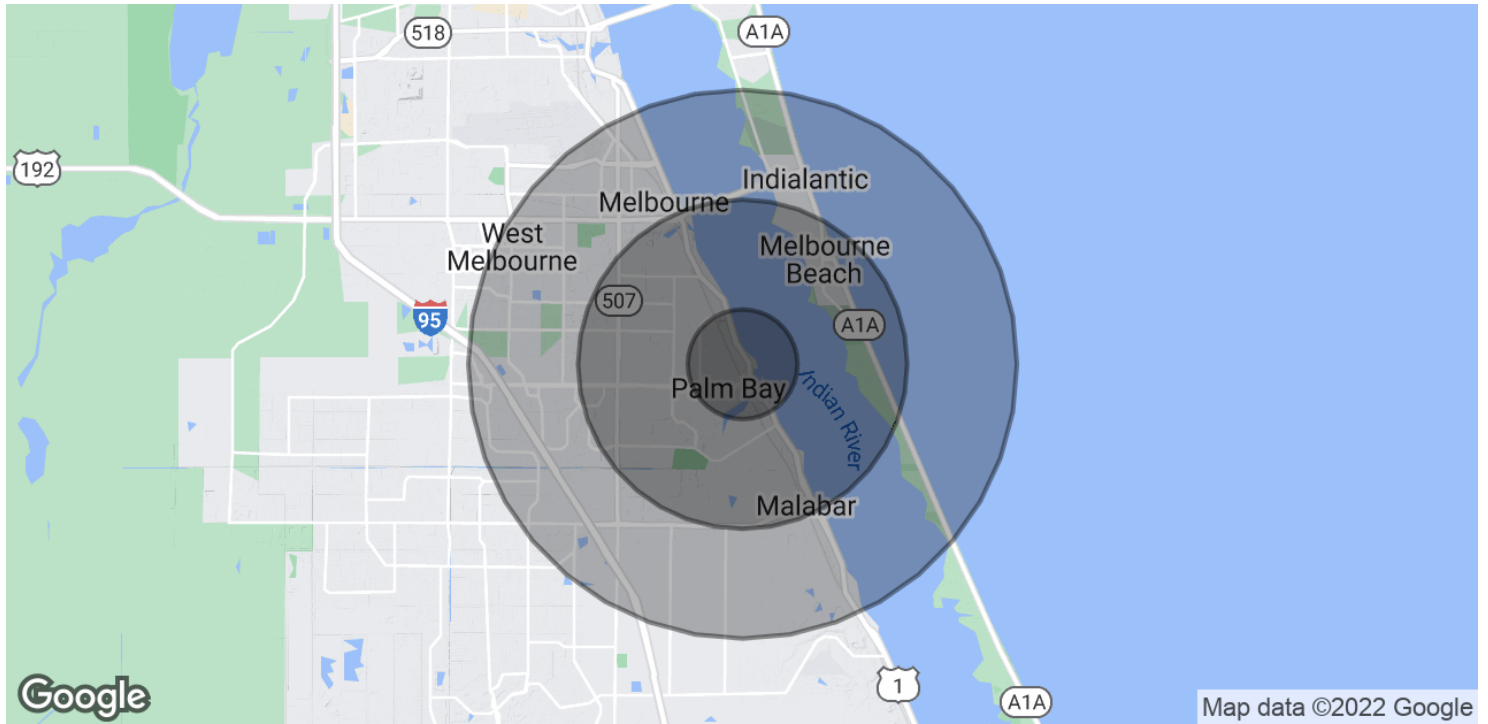 518
A1A
192
Indialantic
Melbourne
West
Melbourne
Melbourne
Beach
507
95
A1A
Palm Bay
Indian River
Malabar
1
A1A
Google
Map data ©2022 Google